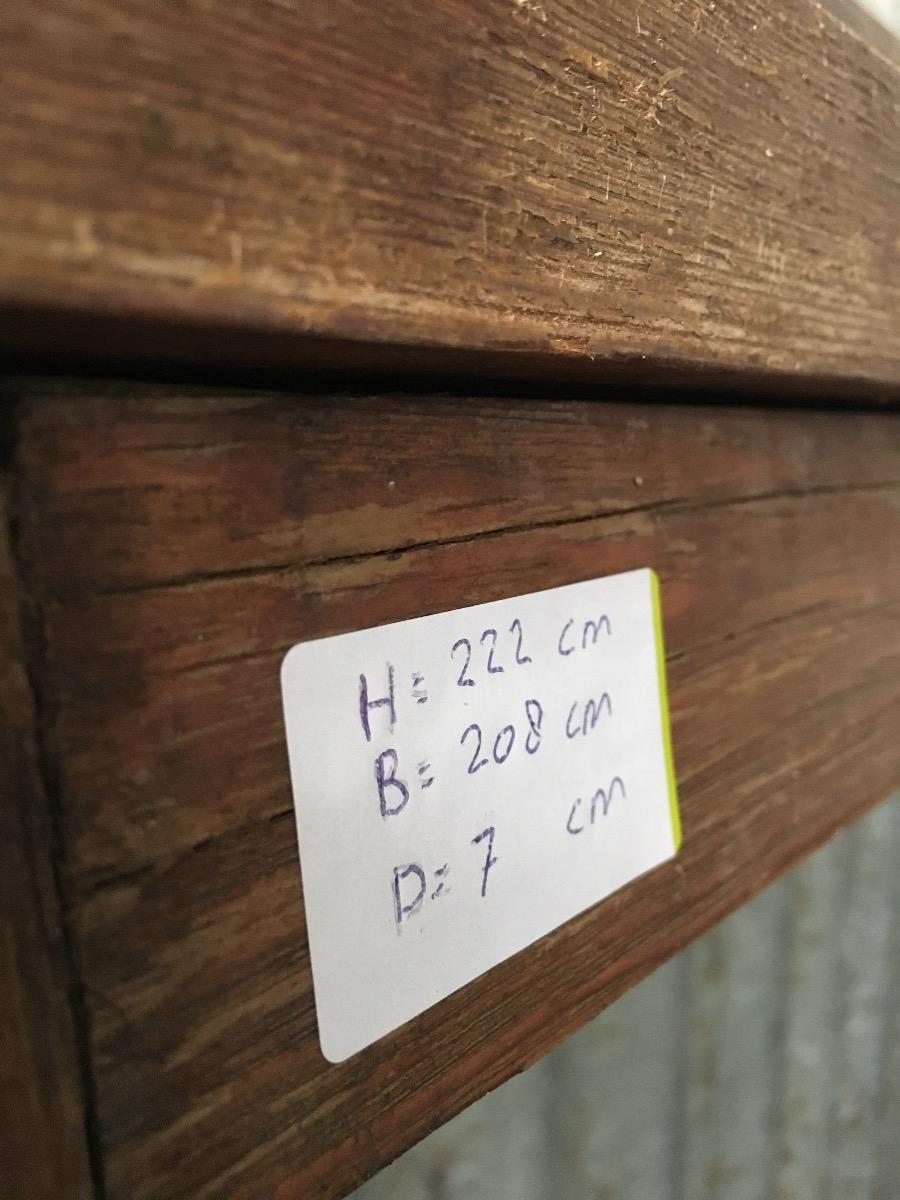 H= 222 cm
B= 208 cm
D= 7 cm